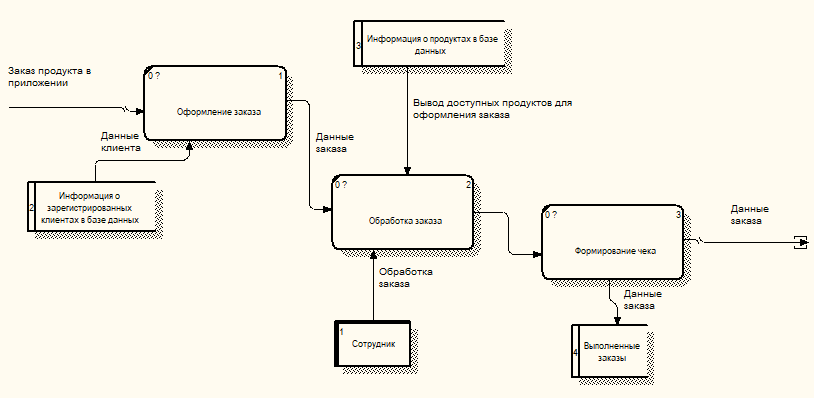 3
Информация о продуктах в базе
данных
Заказ продукта в
приложении
0 ?
1
Оформление заказа
Вывод доступных продуктов для
оформления заказа
Данные
клиента
Данные
заказа
2
Информация о
зарегистрированных
клиентах в базе данных
0 ?
2
Обработка заказа
0 ?
3
Формирование чека
Данные
заказа
Обработка
заказа
Данные
заказа
1
Сотрудник
4
Выполненные
заказы